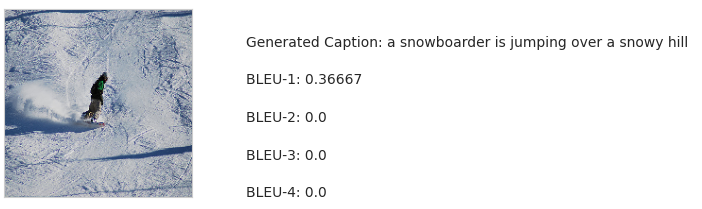 Generated Caption: a snowboarder is jumping over a snowy hill
BLEU-1: 0.36667
BLEU-2: 0.0
BLEU-3: 0.0
BLEU-4: 0.0